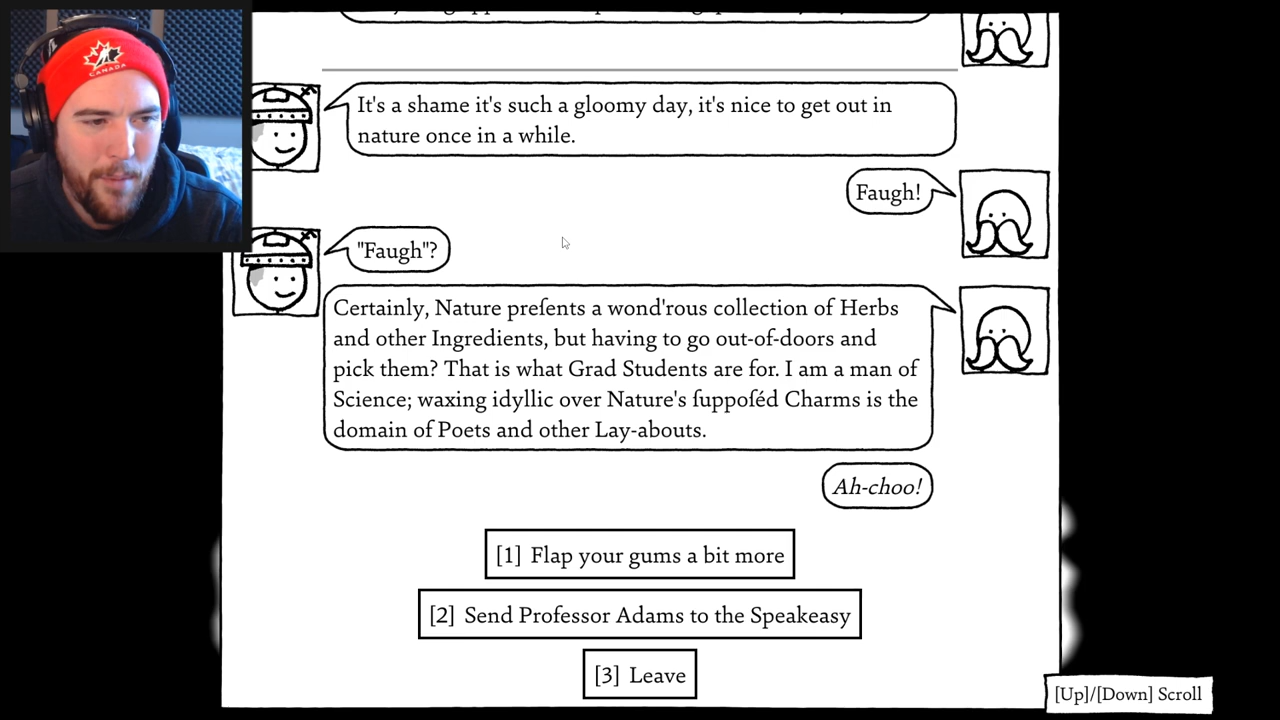 CANADA
It's a shame it's such a gloomy day, it's nice to get out in
nature once in a while.
Faugh!
"Faugh"?
Certainly, Nature preſents a wond'rous collection of Herbs
and other Ingredients, but having to go out-of-doors and
pick them? That is what Grad Students are for. I am a man of
Science; waxing idyllic over Nature's ſuppoſéd Charms is the
domain of Poets and other Lay-abouts.
Ah-choo!
[1] Flap your gums a bit more
[2] Send Professor Adams to the Speakeasy
[3] Leave
[Up]/[Down] Scroll